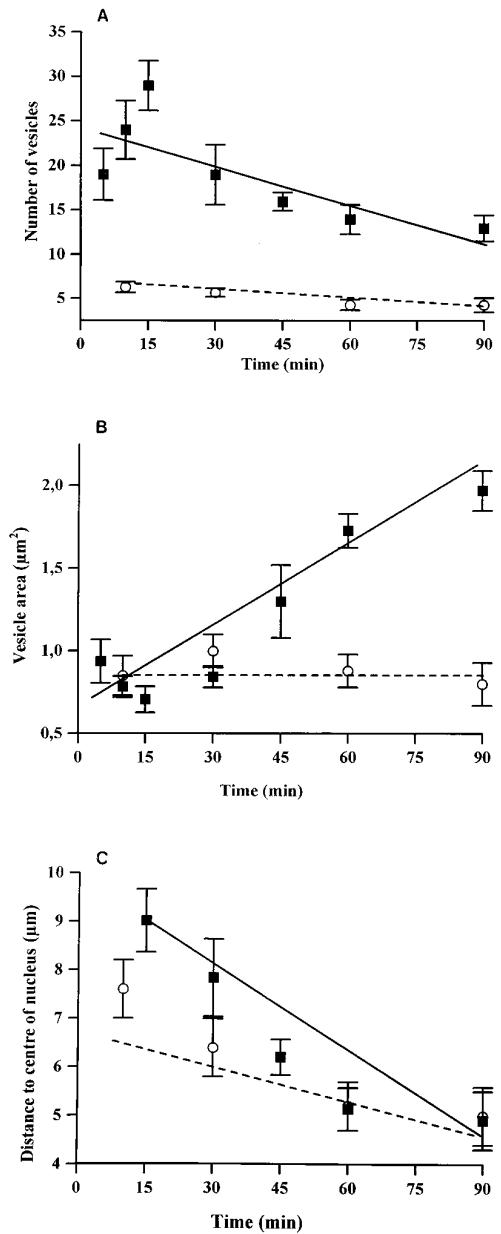 A
Number of vesicles
35
30
25
20
15
10
5
0 15 30 45 60 75 90
Time (min)
B
Vesicle area (µm²)
2,0
1,5
1,0
0,5
0 15 30 45 60 75 90
Time (min)
C
Distance to centre of nucleus (µm)
10
9
8
7
6
5
4
0 15 30 45 60 75 90
Time (min)